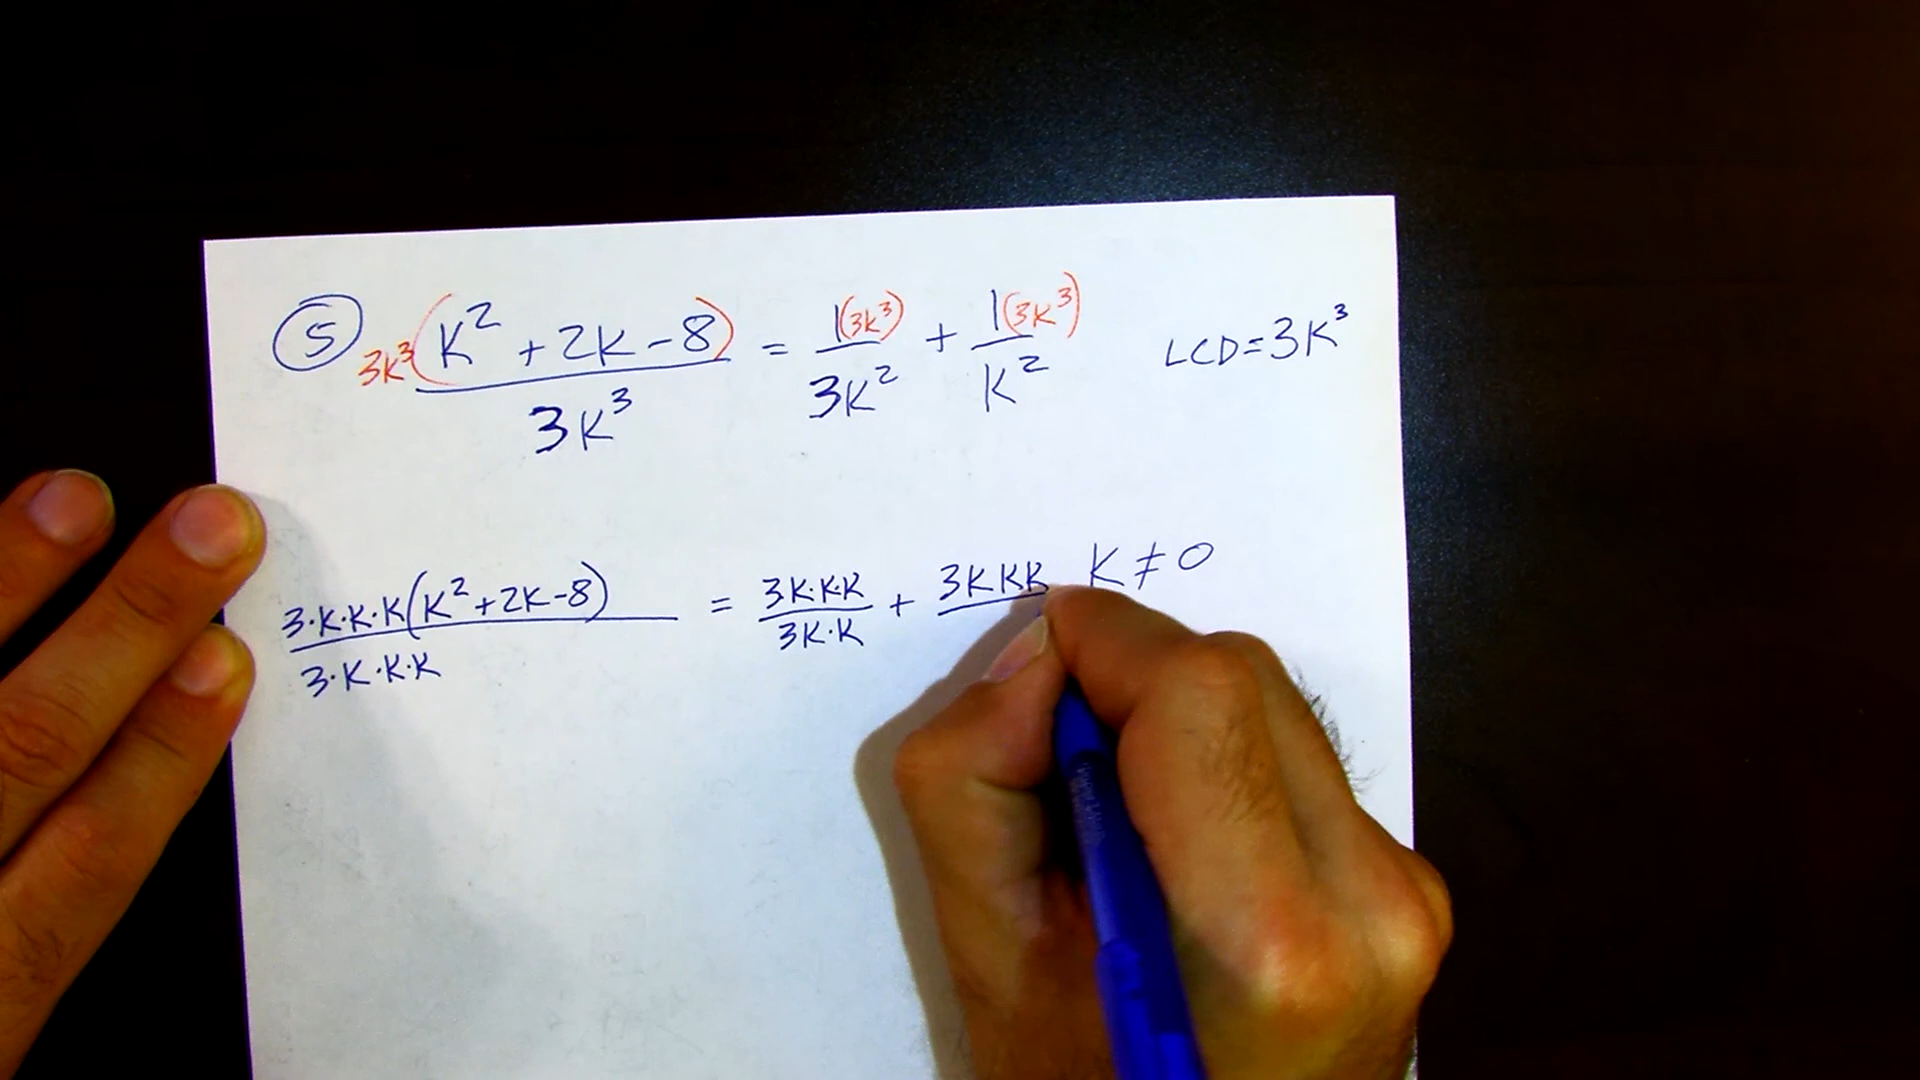 5 3k³(k² + 2k - 8) / 3k³ = 1(3k³) / 3k² + 1(3k³) / k² LCD = 3k³
3·k·k·k(k² + 2k - 8) / 3·k·k·k = 3k·k·k / 3k·k + 3kkk k ≠ 0